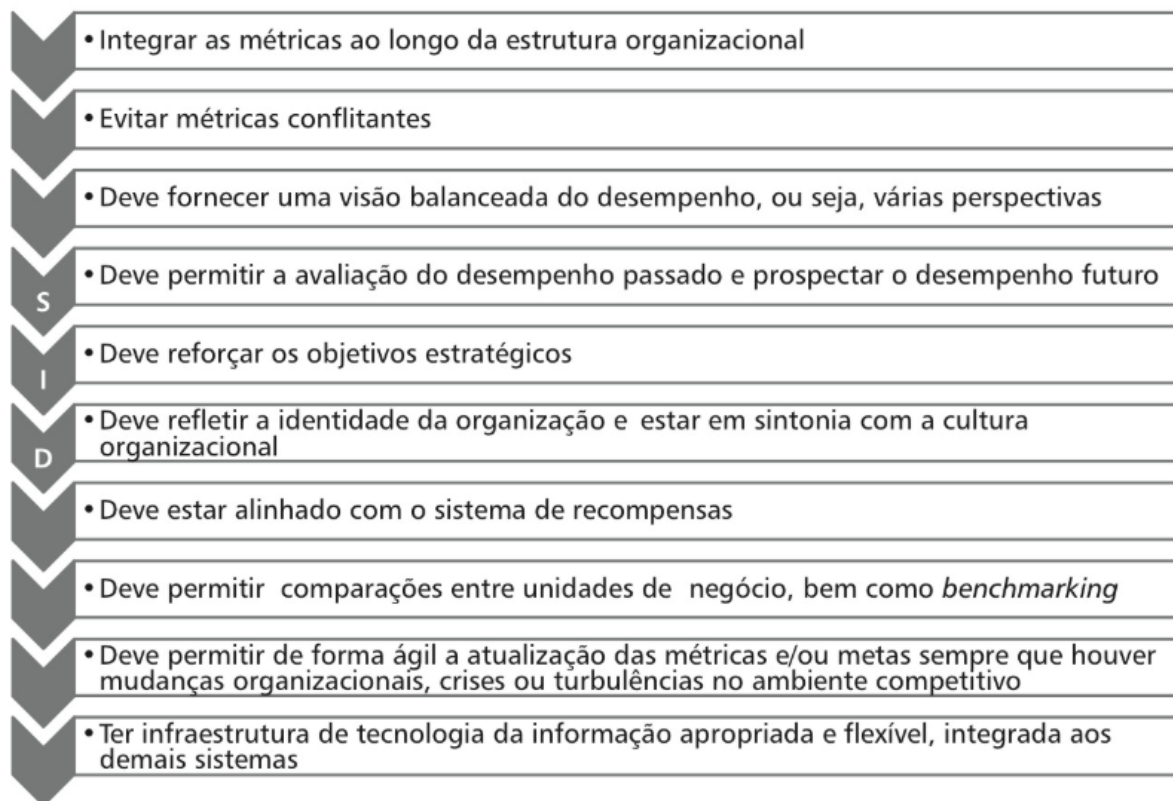 • Integrar as métricas ao longo da estrutura organizacional
• Evitar métricas conflitantes
• Deve fornecer uma visão balanceada do desempenho, ou seja, várias perspectivas
• Deve permitir a avaliação do desempenho passado e prospectar o desempenho futuro
S
• Deve reforçar os objetivos estratégicos
I
• Deve refletir a identidade da organização e estar em sintonia com a cultura
organizacional
D
• Deve estar alinhado com o sistema de recompensas
• Deve permitir comparações entre unidades de negócio, bem como benchmarking
• Deve permitir de forma ágil a atualização das métricas e/ou metas sempre que houver
mudanças organizacionais, crises ou turbulências no ambiente competitivo
• Ter infraestrutura de tecnologia da informação apropriada e flexível, integrada aos
demais sistemas